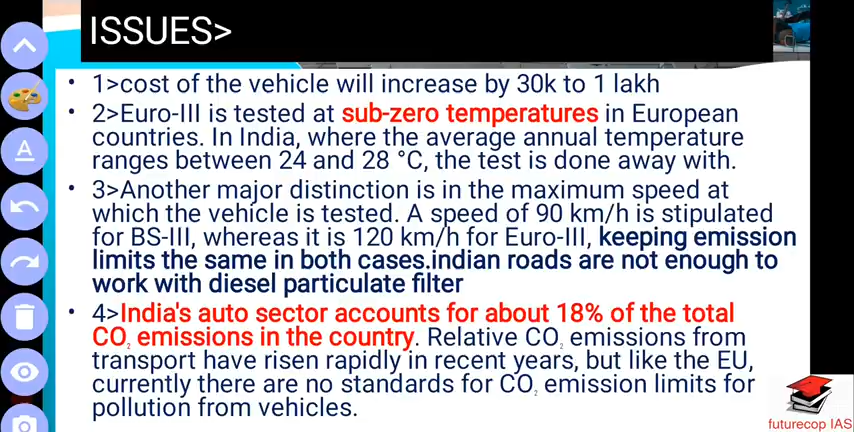 ISSUES>
• 1>cost of the vehicle will increase by 30k to 1 lakh
• 2>Euro-III is tested at sub-zero temperatures in European
countries. In India, where the average annual temperature
ranges between 24 and 28 °C, the test is done away with.
• 3>Another major distinction is in the maximum speed at
which the vehicle is tested. A speed of 90 km/h is stipulated
for BS-III, whereas it is 120 km/h for Euro-III, keeping emission
limits the same in both cases.indian roads are not enough to
work with diesel particulate filter
• 4>India's auto sector accounts for about 18% of the total
CO₂ emissions in the country. Relative CO₂ emissions from
transport have risen rapidly in recent years, but like the EU,
currently there are no standards for CO₂ emission limits for
pollution from vehicles.
futurecop IAS
A